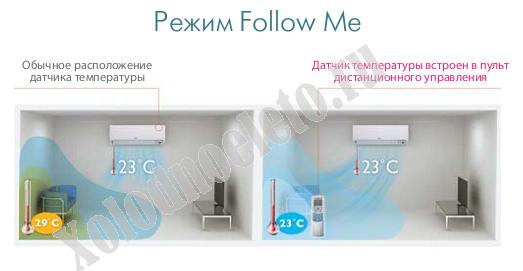 Режим Follow Me
Обычное расположение
датчика температуры
Датчик температуры встроен в пульт
дистанционного управления
23°C
23°C
29°C
23°C
Xolodnoeleto.ru